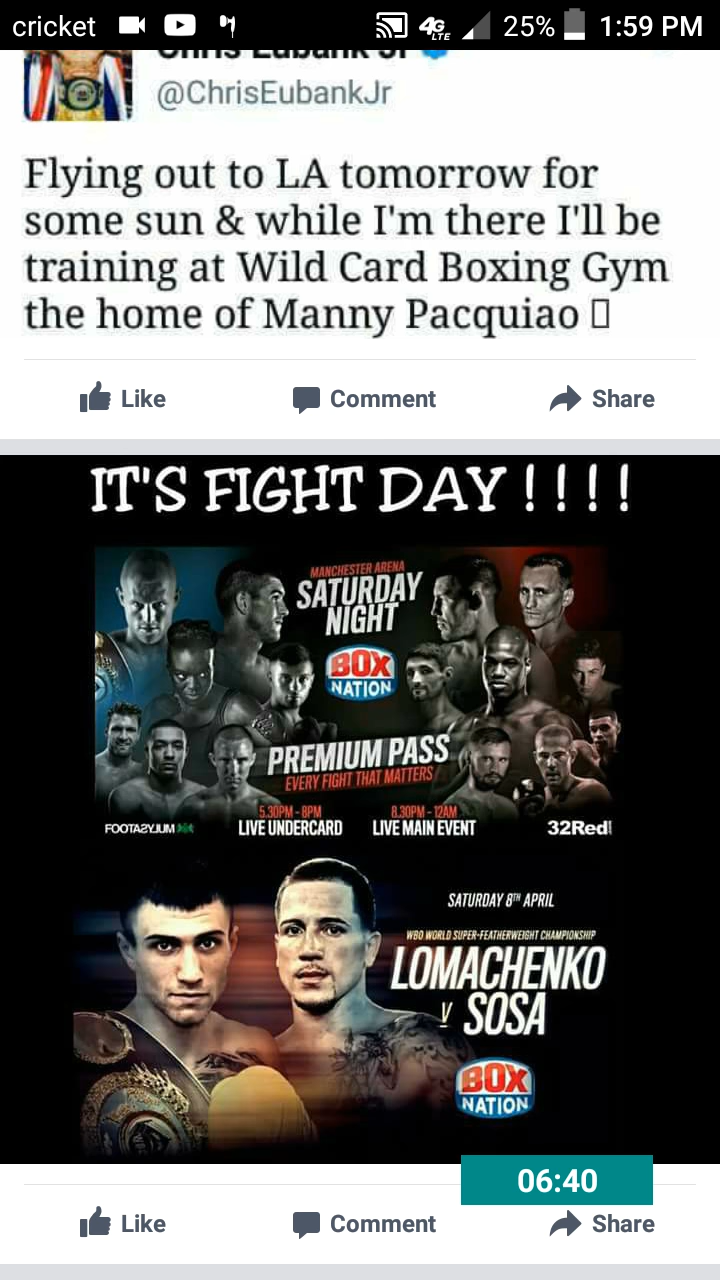 cricket 4G LTE 25% 1:59 PM
Chris Eubank Jr
@ChrisEubankJr
Flying out to LA tomorrow for
some sun & while I'm there I'll be
training at Wild Card Boxing Gym
the home of Manny Pacquiao
Like Comment Share
IT'S FIGHT DAY ! ! ! !
MANCHESTER ARENA
SATURDAY
NIGHT
BOX
NATION
PREMIUM PASS
EVERY FIGHT THAT MATTERS
5.30PM - 8PM 8.30PM - 12AM
FOOTASYLUM LIVE UNDERCARD LIVE MAIN EVENT 32Red!
SATURDAY 8TH APRIL
WBO WORLD SUPER-FEATHERWEIGHT CHAMPIONSHIP
LOMACHENKO
V SOSA
BOX
NATION
06:40
Like Comment Share